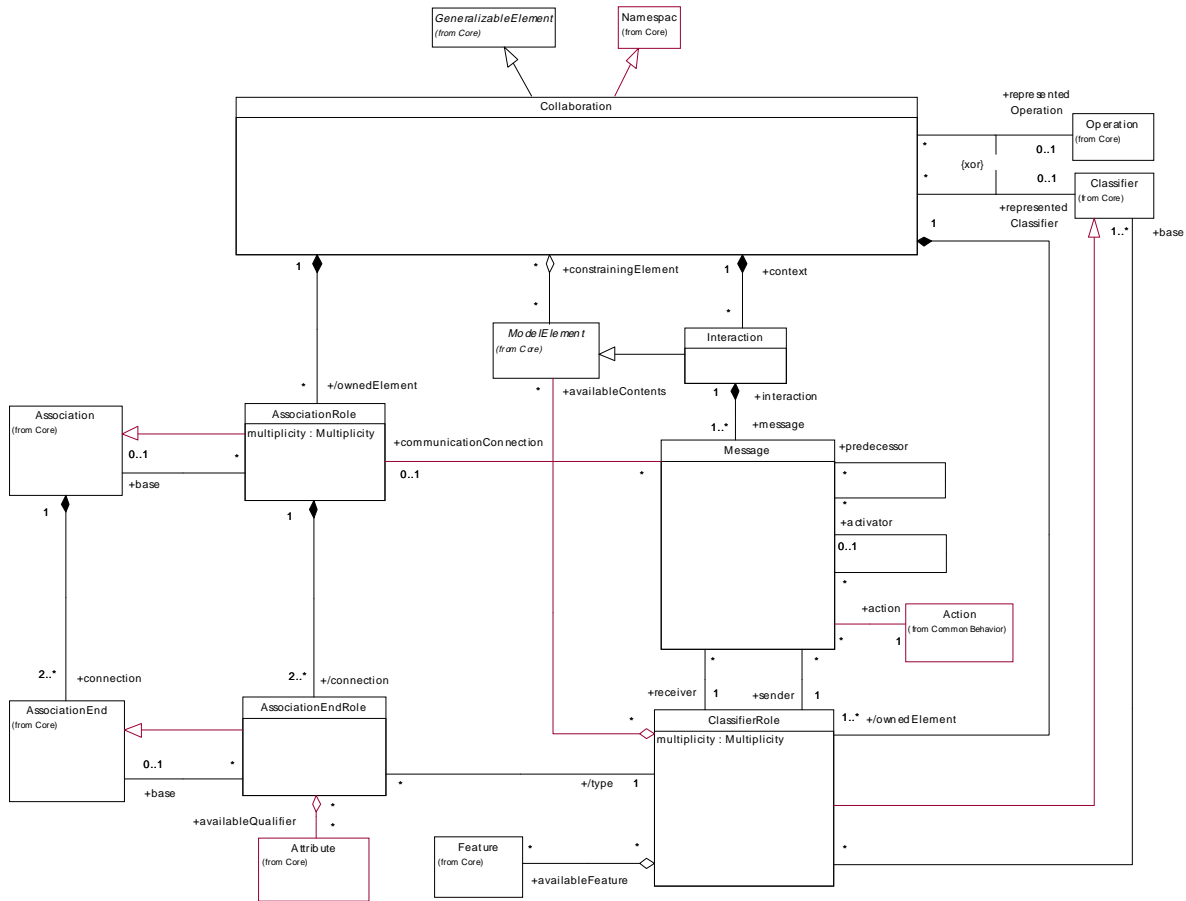 GeneralizableElement
(from Core)
Namespac
(from Core)
Collaboration
+represented
Operation
Operation
(from Core)
*
0..1
{xor}
*
0..1
Classifier
(from Core)
+represented
Classifier
1
1..*
+base
1
*
+constrainingElement
1
+context
*
*
ModelElement
(from Core)
Interaction
*
+/ownedElement
*
+availableContents
1
+interaction
Association
(from Core)
AssociationRole
multiplicity : Multiplicity
1..*
+message
+communicationConnection
Message
+predecessor
0..1
*
+base
0..1
*
*
*
1
1
+activator
0..1
*
+action
Action
(from Common Behavior)
*
1
2..*
+connection
2..*
+/connection
*
*
+receiver
1
+sender
1
AssociationEnd
(from Core)
AssociationEndRole
ClassifierRole
multiplicity : Multiplicity
*
1..*
+/ownedElement
0..1
*
+base
*
+/type
1
+availableQualifier
*
*
Attribute
(from Core)
Feature
(from Core)
*
*
+availableFeature
*